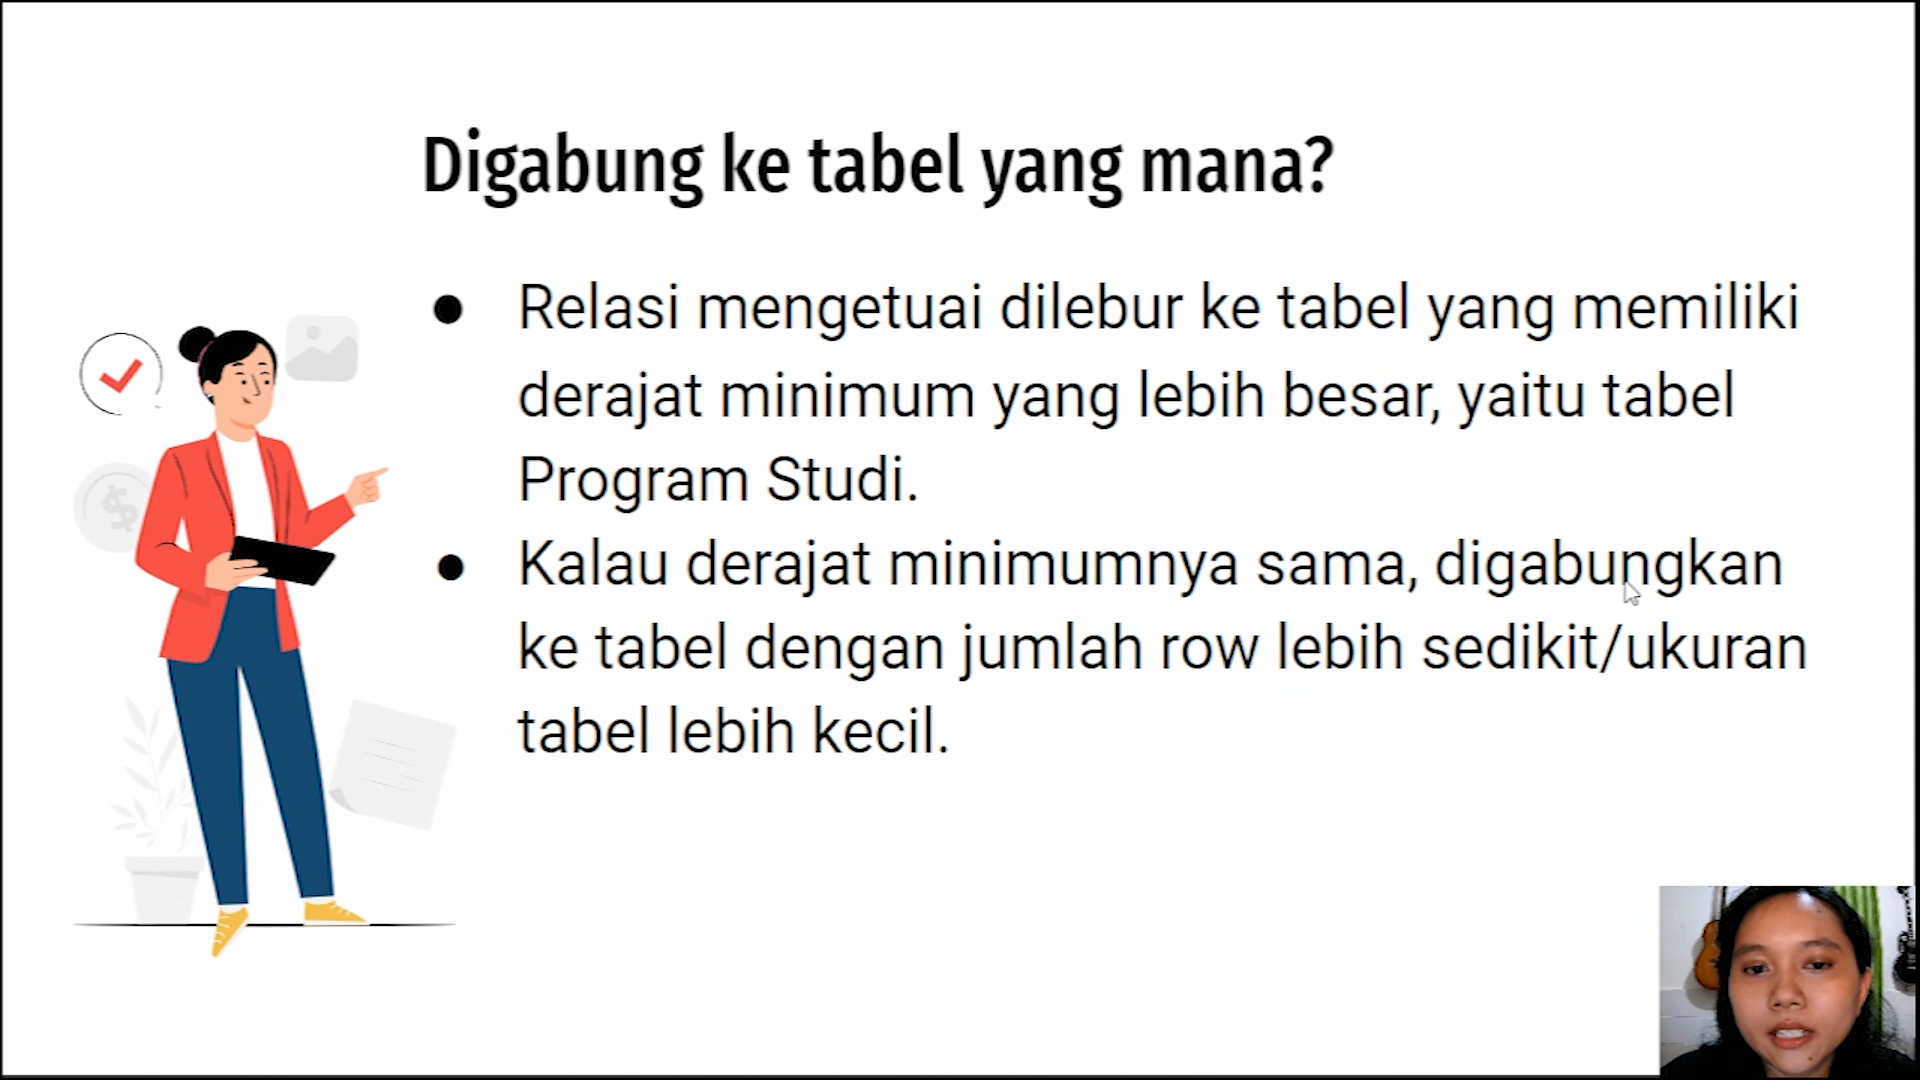 Digabung ke tabel yang mana?
● Relasi mengetuai dilebur ke tabel yang memiliki
derajat minimum yang lebih besar, yaitu tabel
Program Studi.
● Kalau derajat minimumnya sama, digabungkan
ke tabel dengan jumlah row lebih sedikit/ukuran
tabel lebih kecil.
$